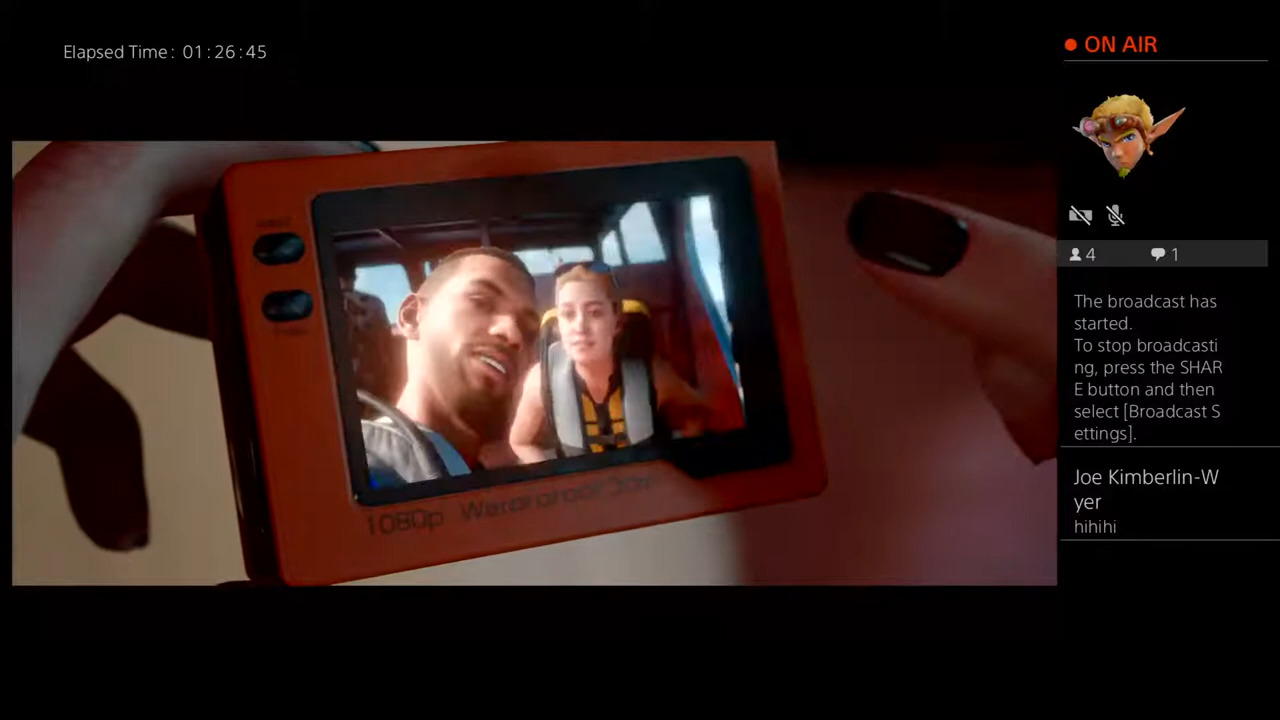 Elapsed Time: 01:26:45
ON AIR
4
1
The broadcast has
started.
To stop broadcasti
ng, press the SHAR
E button and then
select [Broadcast S
ettings].
Joe Kimberlin-W
yer
hihihi
1080p Waterproof